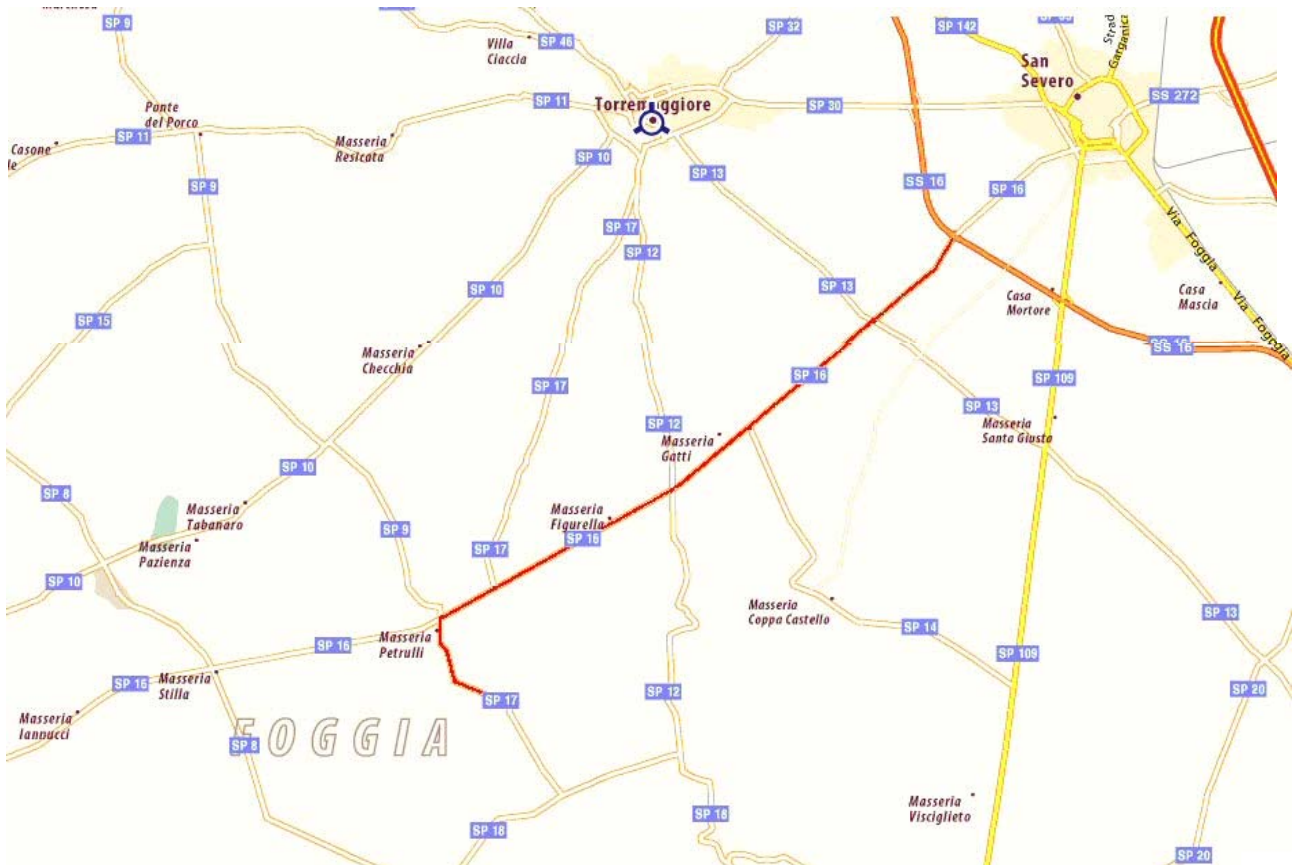 SP 9
SP 46
SP 32
SP 142
Strad
Garganica
Villa
Ciaccia
San
Severo
SS 272
Ponte
del Porco
SP 11
Torremaggiore
SP 30
Casone
le
SP 11
Masseria
Resicata
SP 10
SP 13
SP 9
SS 16
SP 16
SP 17
SP 12
Via Foggia
Via Foggia
SP 10
SP 13
Casa
Mortore
Casa
Mascia
SP 15
Masseria
Checchia
SS 16
SP 17
SP 16
SP 109
SP 13
SP 12
Masseria
Gatti
Masseria
Santa Giusta
SP 10
SP 8
Masseria
Tabanaro
Masseria
Figurella
SP 9
SP 16
Masseria
Pazienza
SP 17
SP 10
Masseria
Coppa Castello
SP 14
SP 13
Masseria
Petrulli
SP 16
SP 109
SP 16
Masseria
Stilla
SP 17
SP 12
SP 20
Masseria
Iannucci
FOGGIA
SP 8
Masseria
Visciglieto
SP 18
SP 18
SP 20